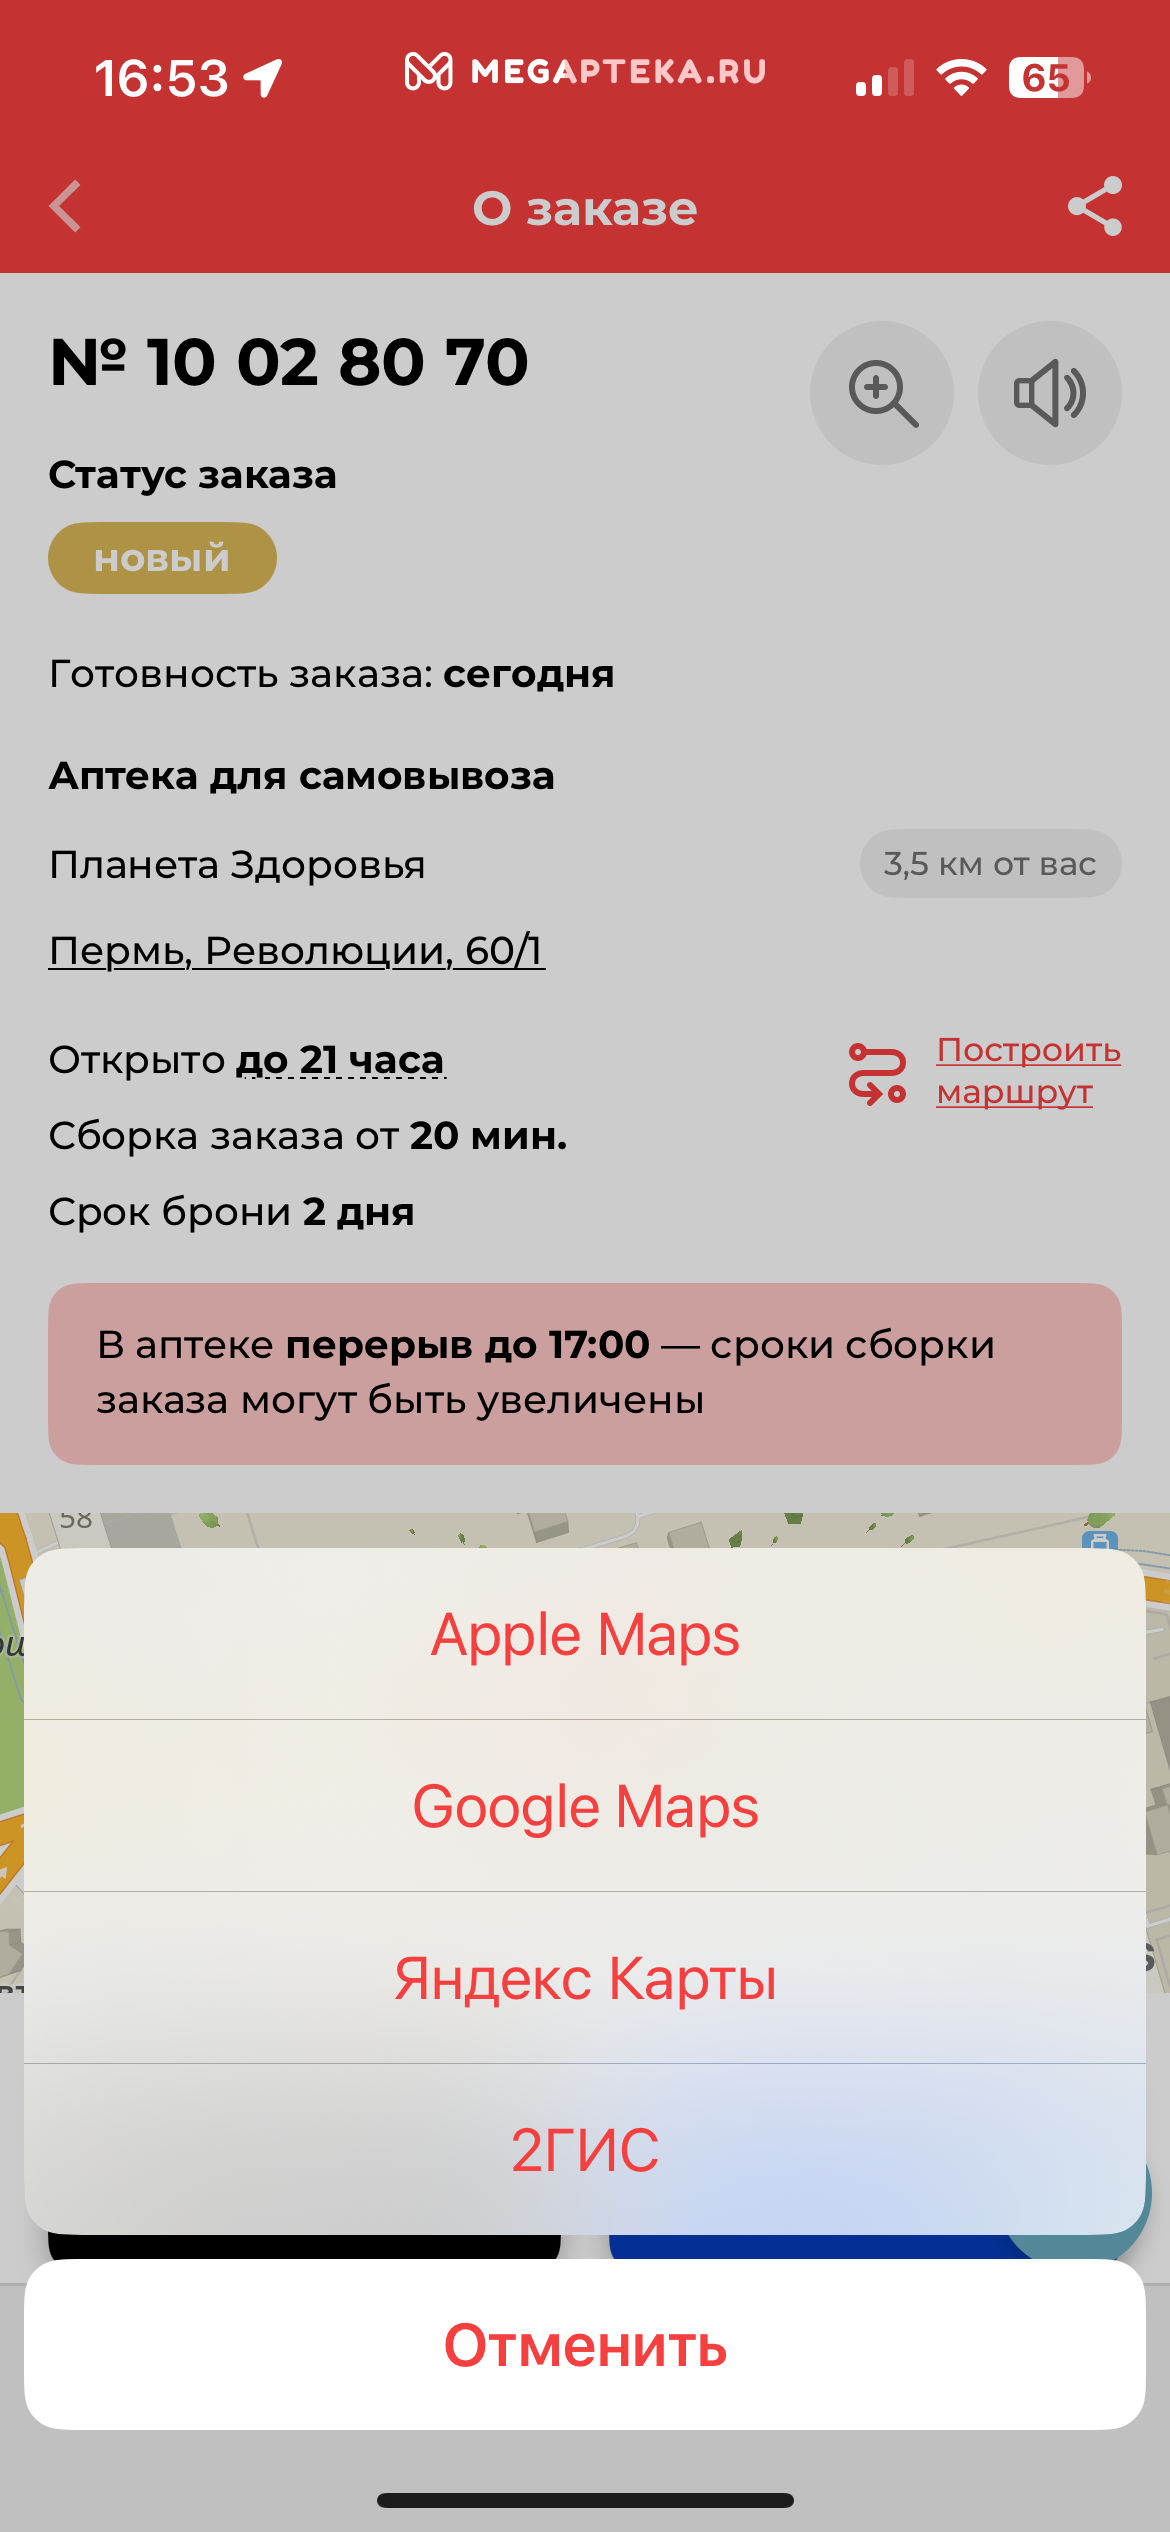 16:53
MEGAPTEKA.RU
65
О заказе
№ 10 02 80 70
Статус заказа
новый
Готовность заказа: сегодня
Аптека для самовывоза
Планета Здоровья
3,5 км от вас
Пермь, Революции, 60/1
Открыто до 21 часа
Построить
маршрут
Сборка заказа от 20 мин.
Срок брони 2 дня
В аптеке перерыв до 17:00 — сроки сборки
заказа могут быть увеличены
58
Apple Maps
Google Maps
Яндекс Карты
2ГИС
Отменить